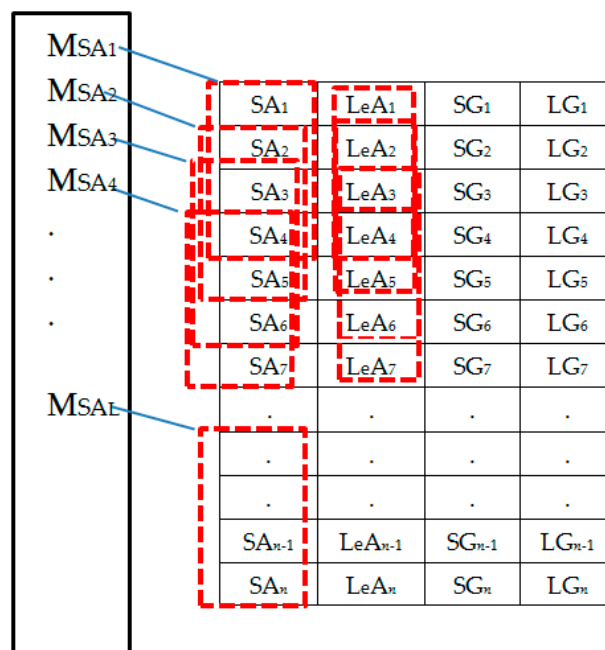 MSA1
MSA2
MSA3
MSA4
.
.
.
MSAL
SA1 LeA1 SG1 LG1
SA2 LeA2 SG2 LG2
SA3 LeA3 SG3 LG3
SA4 LeA4 SG4 LG4
SA5 LeA5 SG5 LG5
SA6 LeA6 SG6 LG6
SA7 LeA7 SG7 LG7
. . . .
. . . .
. . . .
SAn-1 LeAn-1 SGn-1 LGn-1
SAn LeAn SGn LGn